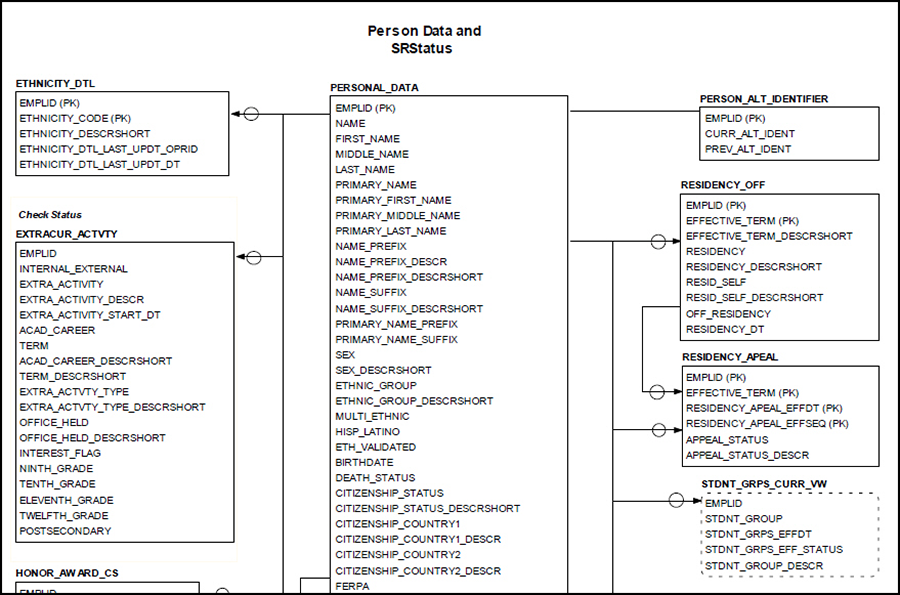 Person Data and
SRStatus
ETHNICITY_DTL
EMPLID (PK)
ETHNICITY_CODE (PK)
ETHNICITY_DESCRSHORT
ETHNICITY_DTL_LAST_UPDT_OPRID
ETHNICITY_DTL_LAST_UPDT_DT
Check Status
EXTRACUR_ACTVTY
EMPLID
INTERNAL_EXTERNAL
EXTRA_ACTIVITY
EXTRA_ACTIVITY_DESCR
EXTRA_ACTIVITY_START_DT
ACAD_CAREER
TERM
ACAD_CAREER_DESCRSHORT
TERM_DESCRSHORT
EXTRA_ACTVTY_TYPE
EXTRA_ACTVTY_TYPE_DESCRSHORT
OFFICE_HELD
OFFICE_HELD_DESCRSHORT
INTEREST_FLAG
NINTH_GRADE
TENTH_GRADE
ELEVENTH_GRADE
TWELFTH_GRADE
POSTSECONDARY
HONOR_AWARD_CS
EMPLID
PERSONAL_DATA
EMPLID (PK)
NAME
FIRST_NAME
MIDDLE_NAME
LAST_NAME
PRIMARY_NAME
PRIMARY_FIRST_NAME
PRIMARY_MIDDLE_NAME
PRIMARY_LAST_NAME
NAME_PREFIX
NAME_PREFIX_DESCR
NAME_PREFIX_DESCRSHORT
NAME_SUFFIX
NAME_SUFFIX_DESCRSHORT
PRIMARY_NAME_PREFIX
PRIMARY_NAME_SUFFIX
SEX
SEX_DESCRSHORT
ETHNIC_GROUP
ETHNIC_GROUP_DESCRSHORT
MULTI_ETHNIC
HISP_LATINO
ETH_VALIDATED
BIRTHDATE
DEATH_STATUS
CITIZENSHIP_STATUS
CITIZENSHIP_STATUS_DESCRSHORT
CITIZENSHIP_COUNTRY1
CITIZENSHIP_COUNTRY1_DESCR
CITIZENSHIP_COUNTRY2
CITIZENSHIP_COUNTRY2_DESCR
FERPA
PERSON_ALT_IDENTIFIER
EMPLID (PK)
CURR_ALT_IDENT
PREV_ALT_IDENT
RESIDENCY_OFF
EMPLID (PK)
EFFECTIVE_TERM (PK)
EFFECTIVE_TERM_DESCRSHORT
RESIDENCY
RESIDENCY_DESCRSHORT
RESID_SELF
RESID_SELF_DESCRSHORT
OFF_RESIDENCY
RESIDENCY_DT
RESIDENCY_APEAL
EMPLID (PK)
EFFECTIVE_TERM (PK)
RESIDENCY_APEAL_EFFDT (PK)
RESIDENCY_APEAL_EFFSEQ (PK)
APPEAL_STATUS
APPEAL_STATUS_DESCR
STDNT_GRPS_CURR_VW
EMPLID
STDNT_GROUP
STDNT_GRPS_EFFDT
STDNT_GRPS_EFF_STATUS
STDNT_GROUP_DESCR